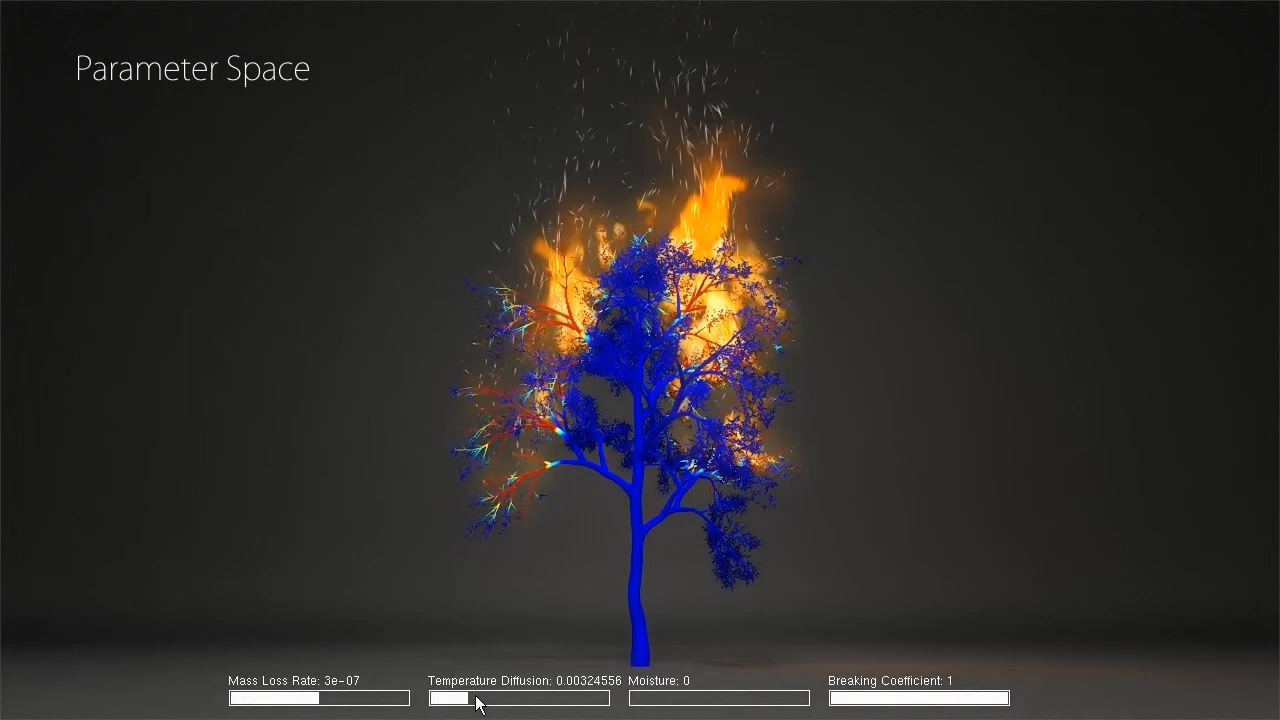 Parameter Space
Mass Loss Rate: 3e-07
Temperature Diffusion: 0.00324556
Moisture: 0
Breaking Coefficient: 1